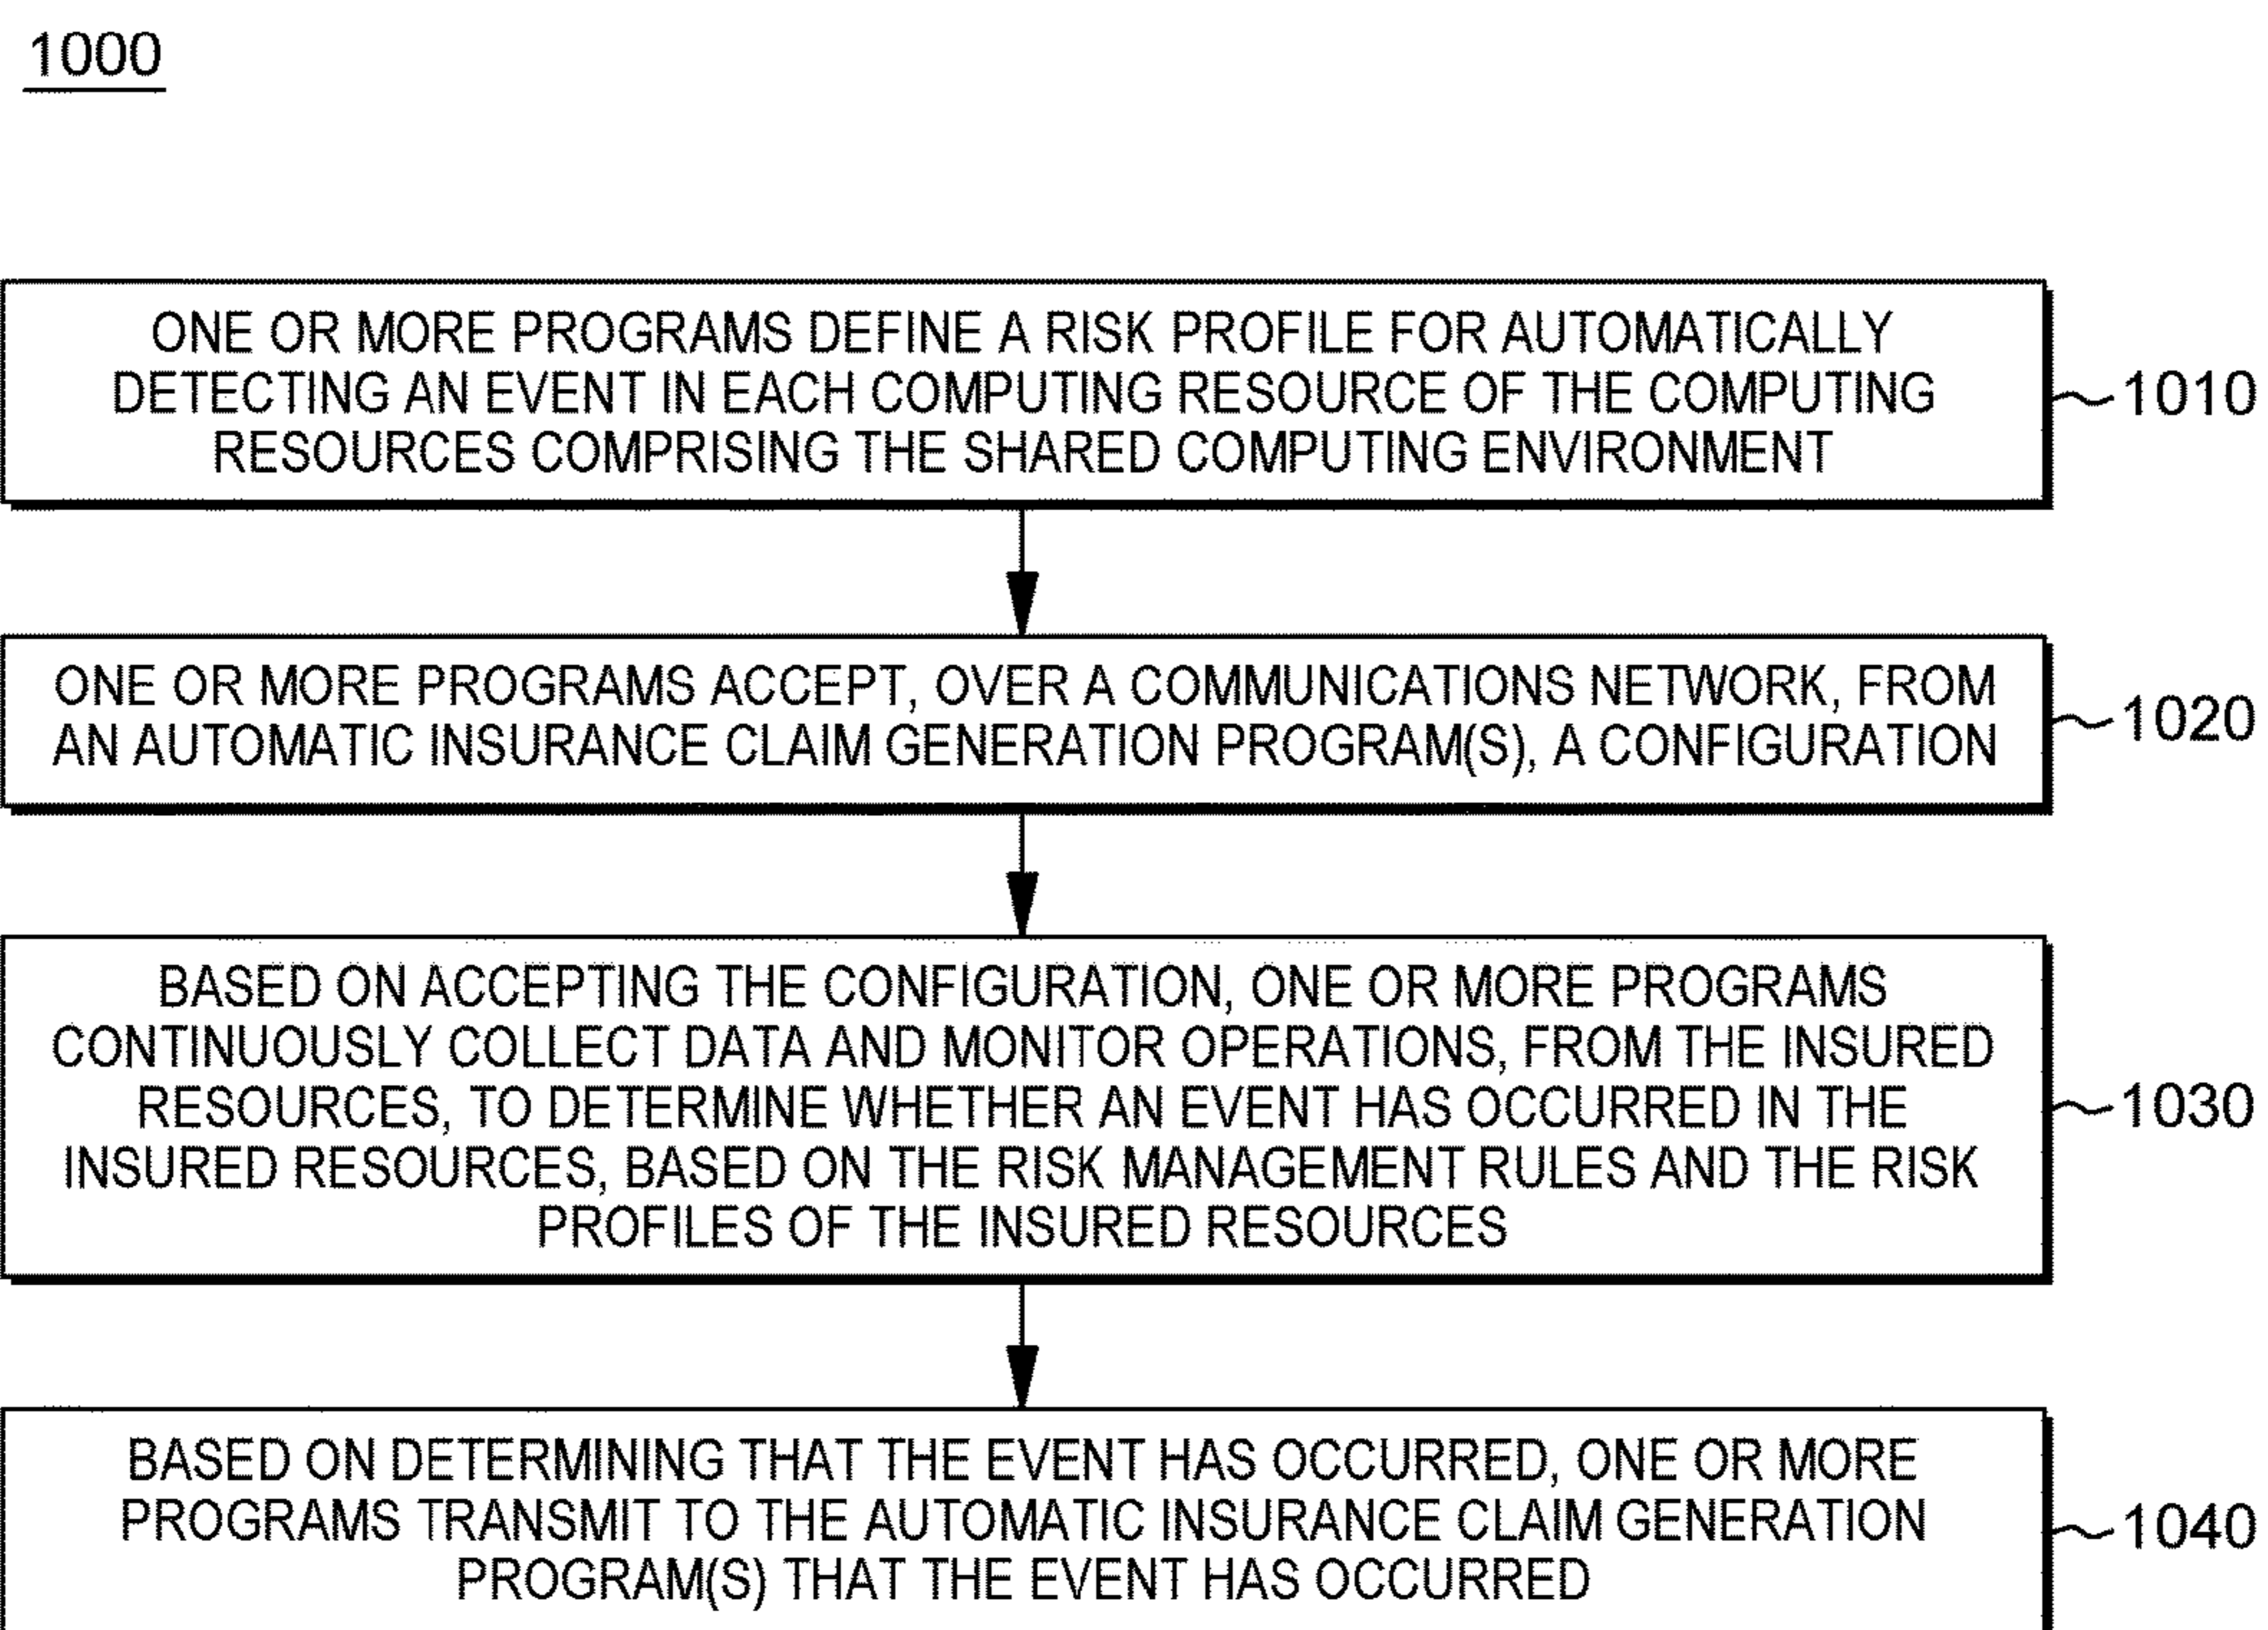 1000
ONE OR MORE PROGRAMS DEFINE A RISK PROFILE FOR AUTOMATICALLY
DETECTING AN EVENT IN EACH COMPUTING RESOURCE OF THE COMPUTING
RESOURCES COMPRISING THE SHARED COMPUTING ENVIRONMENT
1010
ONE OR MORE PROGRAMS ACCEPT, OVER A COMMUNICATIONS NETWORK, FROM
AN AUTOMATIC INSURANCE CLAIM GENERATION PROGRAM(S), A CONFIGURATION
1020
BASED ON ACCEPTING THE CONFIGURATION, ONE OR MORE PROGRAMS
CONTINUOUSLY COLLECT DATA AND MONITOR OPERATIONS, FROM THE INSURED
RESOURCES, TO DETERMINE WHETHER AN EVENT HAS OCCURRED IN THE
INSURED RESOURCES, BASED ON THE RISK MANAGEMENT RULES AND THE RISK
PROFILES OF THE INSURED RESOURCES
1030
BASED ON DETERMINING THAT THE EVENT HAS OCCURRED, ONE OR MORE
PROGRAMS TRANSMIT TO THE AUTOMATIC INSURANCE CLAIM GENERATION
PROGRAM(S) THAT THE EVENT HAS OCCURRED
1040